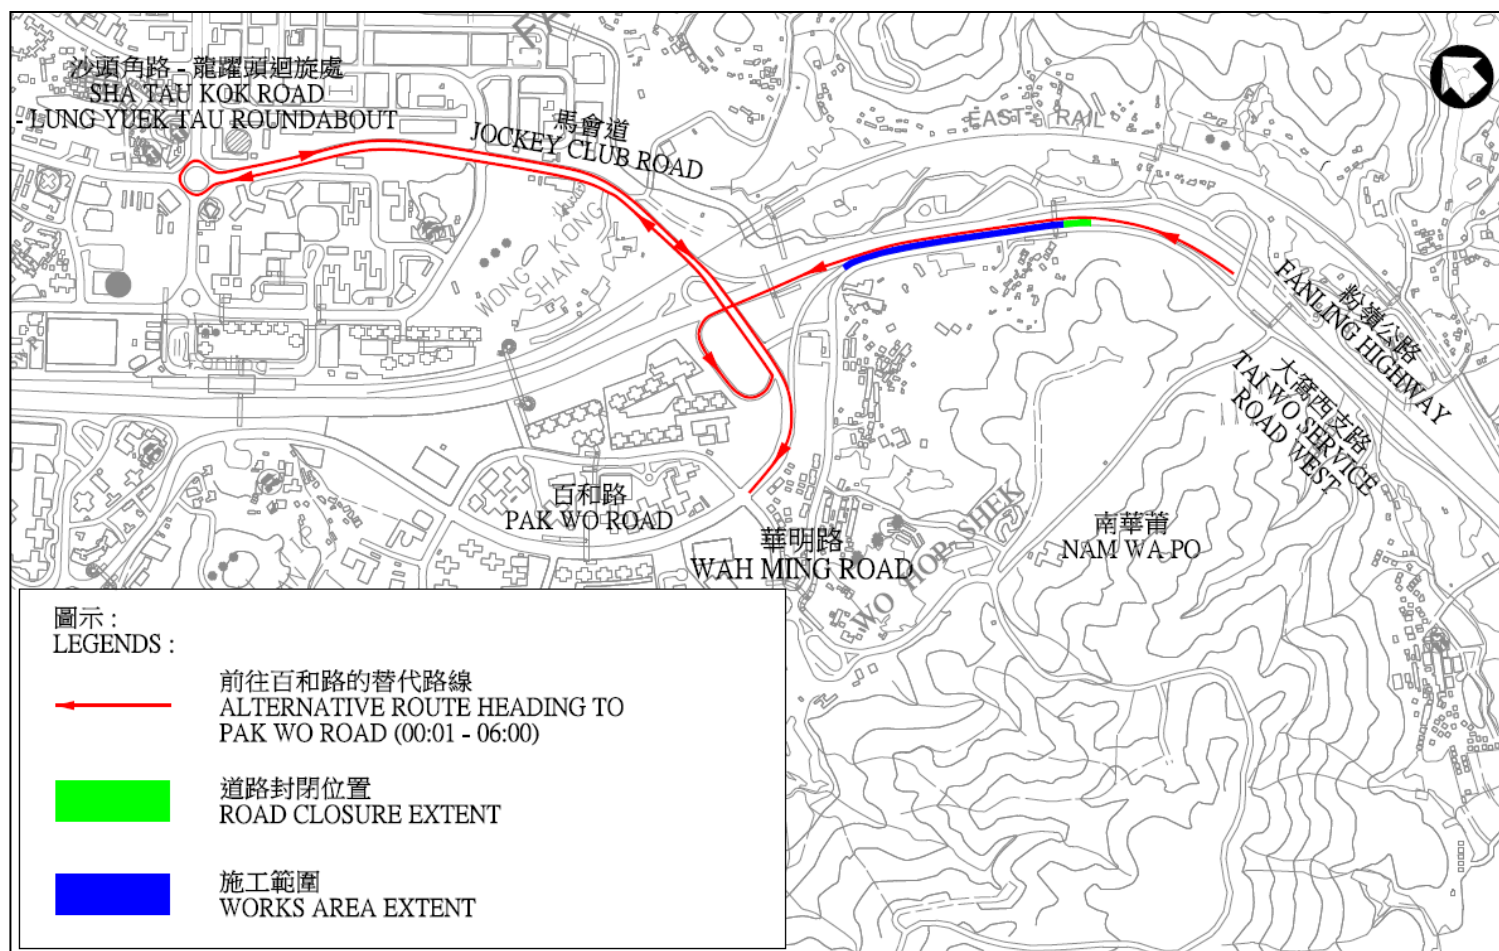 沙頭角路 - 龍躍頭迴旋處
SHA TAU KOK ROAD
- LUNG YUEK TAU ROUNDABOUT
馬會道
JOCKEY CLUB ROAD
EAST RAIL
WONG KONG
SHAN
粉嶺公路
FANLING HIGHWAY
大窩西支路
TAI WO SERVICE
ROAD WEST
百和路
PAK WO ROAD
華明路
WAH MING ROAD
WO HOP SHEK
南華莆
NAM WA PO
圖示 :
LEGENDS :
前往百和路的替代路線
ALTERNATIVE ROUTE HEADING TO
PAK WO ROAD (00:01 - 06:00)
道路封閉位置
ROAD CLOSURE EXTENT
施工範圍
WORKS AREA EXTENT